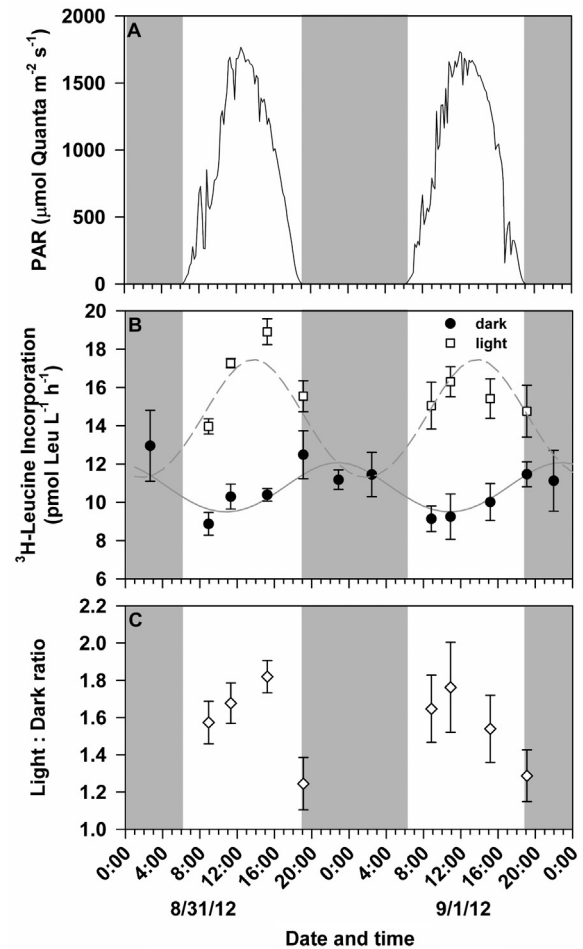 A
2000
1500
1000
500
0
PAR (μmol Quanta m⁻² s⁻¹)
B
dark
light
20
18
16
14
12
10
8
6
³H-Leucine Incorporation
(pmol Leu L⁻¹ h⁻¹)
C
2.2
2.0
1.8
1.6
1.4
1.2
1.0
Light : Dark ratio
0:00 4:00 8:00 12:00 16:00 20:00 0:00 4:00 8:00 12:00 16:00 20:00 0:00
8/31/12 9/1/12
Date and time